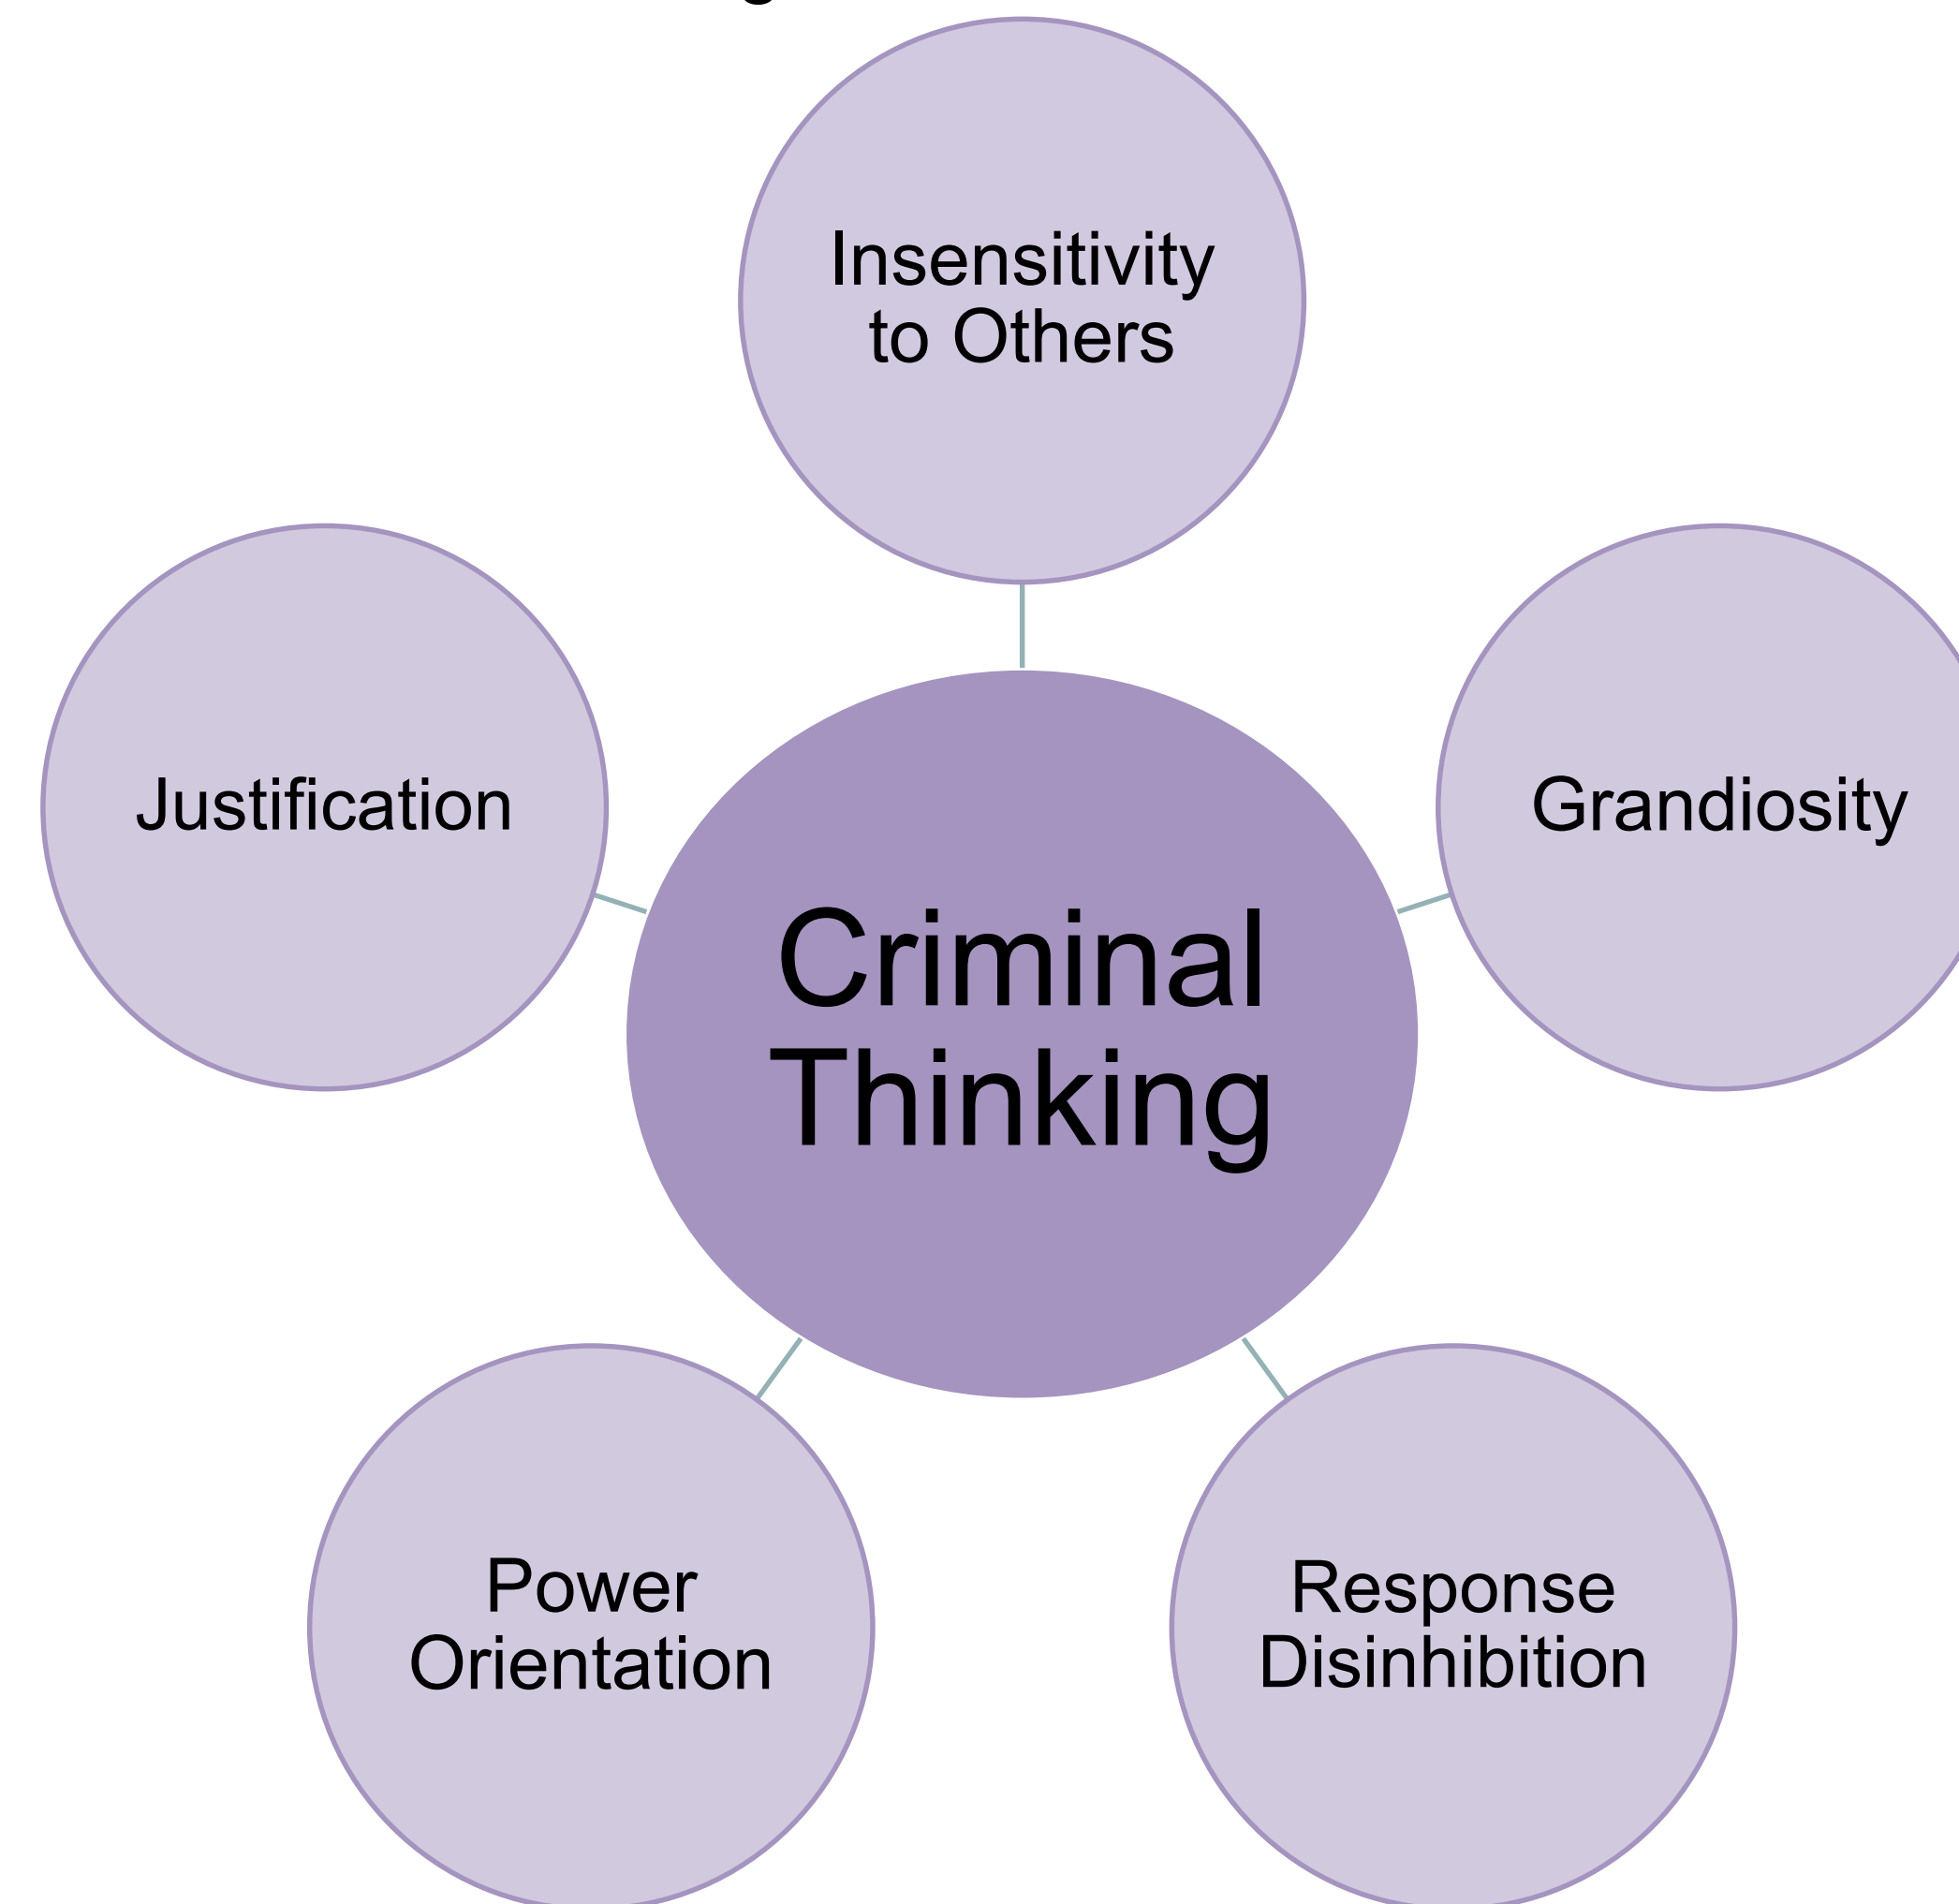 Insensitivity
to Others
Justification
Grandiosity
Criminal
Thinking
Power
Orientation
Response
Disinhibition